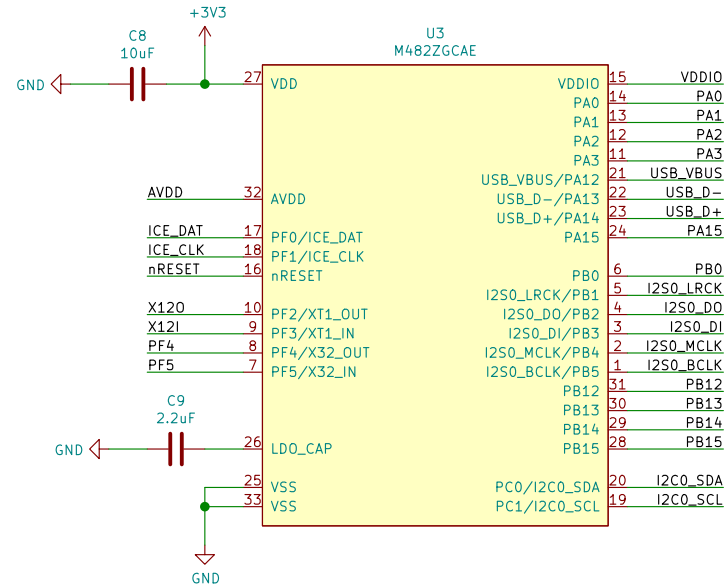 +3V3
C8
10uF
GND
U3
M482ZGCAE
27 VDD
VDDIO 15 VDDIO
PA0 14 PA0
PA1 13 PA1
PA2 12 PA2
PA3 11 PA3
USB_VBUS/PA12 21 USB_VBUS
AVDD 32 AVDD
USB_D-/PA13 22 USB_D-
USB_D+/PA14 23 USB_D+
ICE_DAT 17 PF0/ICE_DAT
PA15 24 PA15
ICE_CLK 18 PF1/ICE_CLK
nRESET 16 nRESET
PB0 6 PB0
I2S0_LRCK/PB1 5 I2S0_LRCK
X12O 10 PF2/XT1_OUT
I2S0_DO/PB2 4 I2S0_DO
X12I 9 PF3/XT1_IN
I2S0_DI/PB3 3 I2S0_DI
PF4 8 PF4/X32_OUT
I2S0_MCLK/PB4 2 I2S0_MCLK
PF5 7 PF5/X32_IN
I2S0_BCLK/PB5 1 I2S0_BCLK
PB12 31 PB12
C9
2.2uF
PB13 30 PB13
PB14 29 PB14
GND
26 LDO_CAP
PB15 28 PB15
25 VSS
PC0/I2C0_SDA 20 I2C0_SDA
33 VSS
PC1/I2C0_SCL 19 I2C0_SCL
GND